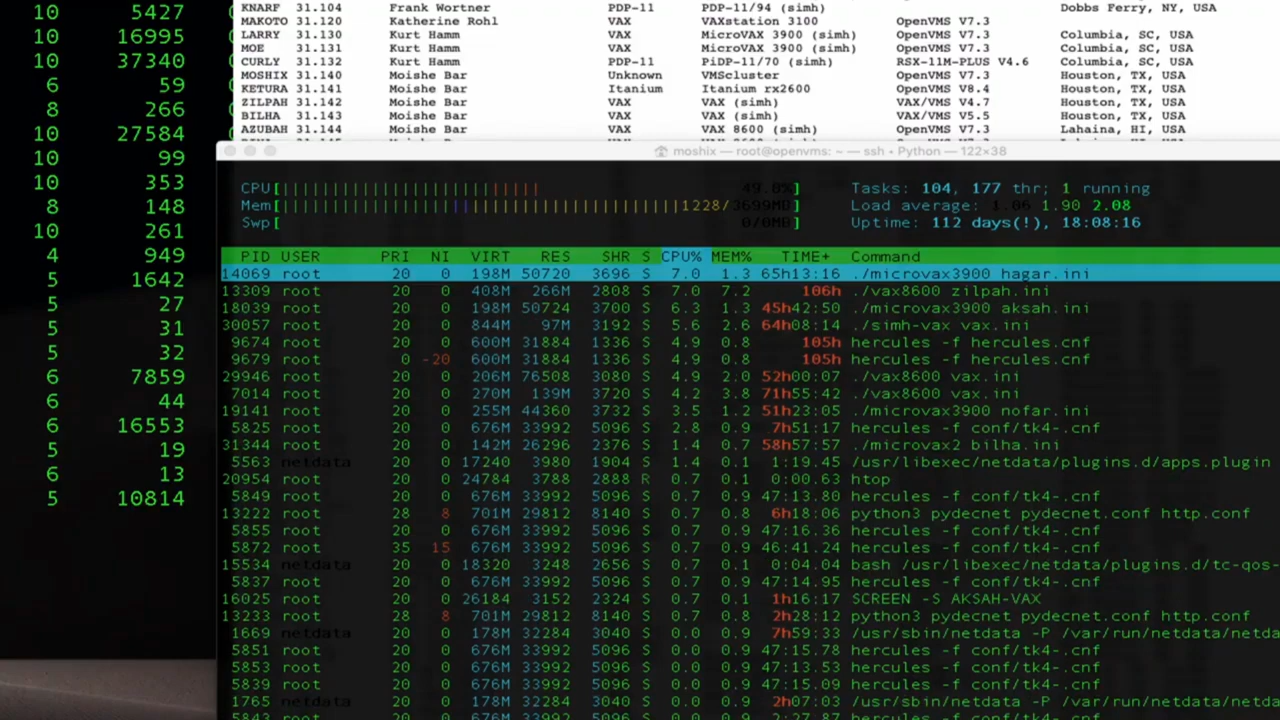 10 5427
10 16995
10 37340
6 59
8 266
10 27584
10 99
10 353
8 148
10 261
4 949
5 1642
5 27
5 31
5 32
6 7859
6 44
6 16553
5 19
6 13
5 10814
KNARF 31.104 Frank Wortner PDP-11 PDP-11/94 (simh) Dobbs Ferry, NY, USA
MAKOTO 31.120 Katherine Rohl VAX VAXstation 3100 OpenVMS V7.3
LARRY 31.130 Kurt Hamm VAX MicroVAX 3900 (simh) OpenVMS V7.3 Columbia, SC, USA
MOE 31.131 Kurt Hamm VAX MicroVAX 3900 (simh) OpenVMS V7.3 Columbia, SC, USA
CURLY 31.132 Kurt Hamm PDP-11 PiDP-11/70 (simh) RSX-11M-PLUS V4.6 Columbia, SC, USA
MOSHIX 31.140 Moishe Bar Unknown VMScluster OpenVMS V7.3 Houston, TX, USA
KETURA 31.141 Moishe Bar Itanium Itanium rx2600 OpenVMS V8.4 Houston, TX, USA
ZILPAH 31.142 Moishe Bar VAX VAX (simh) VAX/VMS V4.7 Houston, TX, USA
BILHA 31.143 Moishe Bar VAX VAX (simh) VAX/VMS V5.5 Houston, TX, USA
AZUBAH 31.144 Moishe Bar VAX VAX 8600 (simh) OpenVMS V7.3 Lahaina, HI, USA
moshix — root@openvms: ~ — ssh • Python — 122×38
CPU[|||||||||||||||||||||||||||||| 49.8%] Tasks: 104, 177 thr; 1 running
Mem[||||||||||||||||||||||||||||||||||||||||||||||||1228/3699MB] Load average: 1.06 1.90 2.08
Swp[ 0/0MB] Uptime: 112 days(!), 18:08:16
PID USER PRI NI VIRT RES SHR S CPU% MEM% TIME+ Command
14069 root 20 0 198M 50720 3696 S 7.0 1.3 65h13:16 ./microvax3900 hagar.ini
13309 root 20 0 408M 266M 2808 S 7.0 7.2 106h ./vax8600 zilpah.ini
18039 root 20 0 198M 50724 3700 S 6.3 1.3 45h42:50 ./microvax3900 aksah.ini
30057 root 20 0 844M 97M 3192 S 5.6 2.6 64h08:14 ./simh-vax vax.ini
9674 root 20 0 600M 31884 1336 S 4.9 0.8 105h hercules -f hercules.cnf
9679 root 0 -20 600M 31884 1336 S 4.9 0.8 105h hercules -f hercules.cnf
29946 root 20 0 206M 76508 3080 S 4.9 2.0 52h00:07 ./vax8600 vax.ini
7014 root 20 0 270M 139M 3720 S 4.2 3.8 71h55:42 ./vax8600 vax.ini
19141 root 20 0 255M 44360 3732 S 3.5 1.2 51h23:05 ./microvax3900 nofar.ini
5825 root 20 0 676M 33992 5096 S 2.8 0.9 7h51:17 hercules -f conf/tk4-.cnf
31344 root 20 0 142M 26296 2376 S 1.4 0.7 58h57:57 ./microvax2 bilha.ini
5563 netdata 20 0 17240 3980 1904 S 1.4 0.1 1:19.45 /usr/libexec/netdata/plugins.d/apps.plugin
20954 root 20 0 24784 3788 2888 R 0.7 0.1 0:00.63 htop
5849 root 20 0 676M 33992 5096 S 0.7 0.9 47:13.80 hercules -f conf/tk4-.cnf
13222 root 28 8 701M 29812 8140 S 0.7 0.8 6h18:06 python3 pydecnet pydecnet.conf http.conf
5855 root 20 0 676M 33992 5096 S 0.7 0.9 47:16.36 hercules -f conf/tk4-.cnf
5872 root 35 15 676M 33992 5096 S 0.7 0.9 46:41.24 hercules -f conf/tk4-.cnf
15534 netdata 20 0 18320 3248 2656 S 0.7 0.1 0:04.04 bash /usr/libexec/netdata/plugins.d/tc-qos-
5837 root 20 0 676M 33992 5096 S 0.7 0.9 47:14.95 hercules -f conf/tk4-.cnf
16025 root 20 0 26184 3152 2324 S 0.7 0.1 1h16:17 SCREEN -S AKSAH-VAX
13233 root 28 8 701M 29812 8140 S 0.7 0.8 2h28:12 python3 pydecnet pydecnet.conf http.conf
1669 netdata 20 0 178M 32284 3040 S 0.0 0.9 7h59:33 /usr/sbin/netdata -P /var/run/netdata/netda
5851 root 20 0 676M 33992 5096 S 0.0 0.9 47:15.78 hercules -f conf/tk4-.cnf
5853 root 20 0 676M 33992 5096 S 0.0 0.9 47:13.53 hercules -f conf/tk4-.cnf
5839 root 20 0 676M 33992 5096 S 0.0 0.9 47:15.09 hercules -f conf/tk4-.cnf
1765 netdata 20 0 178M 32284 3040 S 0.0 0.9 2h07:03 /usr/sbin/netdata -P /var/run/netdata/netda
5843 root 20 0 676M 33992 5096 S 0.0 0.9 2:27.87 hercules -f conf/tk4-.cnf